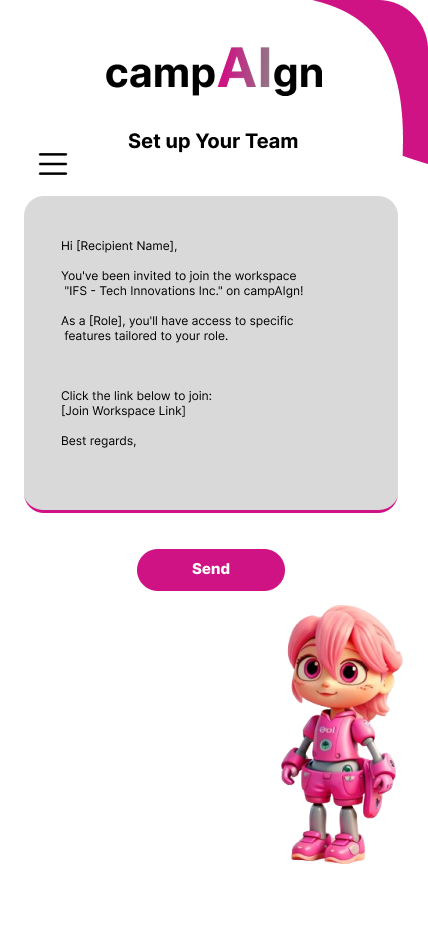 campAIgn
Set up Your Team
Hi [Recipient Name],
You've been invited to join the workspace
"IFS - Tech Innovations Inc." on campAIgn!
As a [Role], you'll have access to specific
features tailored to your role.
Click the link below to join:
[Join Workspace Link]
Best regards,
Send